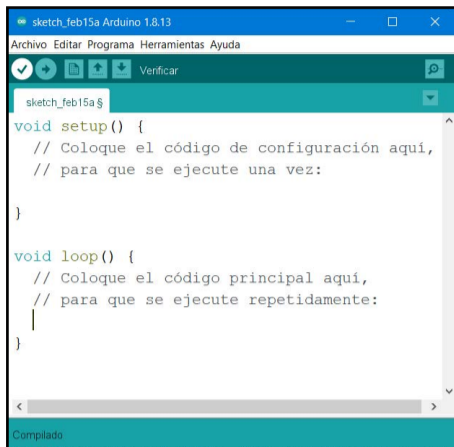 sketch_feb15a Arduino 1.8.13
Archivo Editar Programa Herramientas Ayuda
Verificar
sketch_feb15a §
void setup() {
// Coloque el código de configuración aquí,
// para que se ejecute una vez:
}
void loop() {
// Coloque el código principal aquí,
// para que se ejecute repetidamente:
}
Compilado